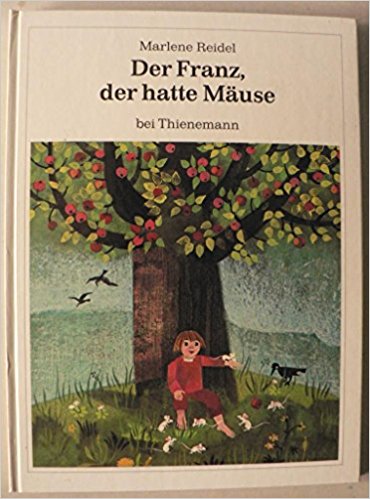 Marlene Reidel
Der Franz,
der hatte Mäuse
bei Thienemann